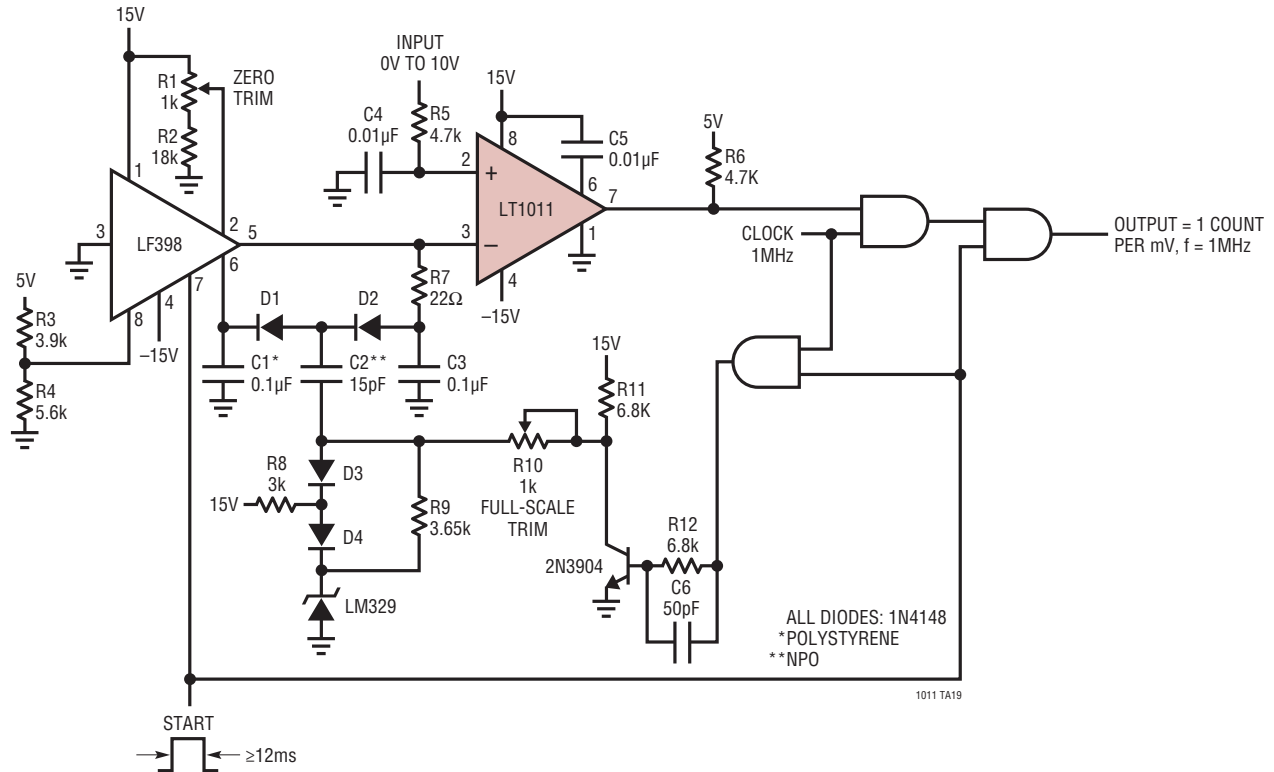 15V
R1
1k
ZERO
TRIM
R2
18k
1
3
LF398
2
5
6
7
4
8
–15V
5V
R3
3.9k
R4
5.6k
INPUT
0V TO 10V
C4
0.01µF
R5
4.7k
15V
8
C5
0.01µF
2
+
LT1011
6
7
3
–
1
4
–15V
5V
R6
4.7K
CLOCK
1MHz
OUTPUT = 1 COUNT
PER mV, f = 1MHz
R7
22Ω
D1
D2
C1*
0.1µF
C2**
15pF
C3
0.1µF
15V
R11
6.8K
R8
3k
15V
D3
D4
R9
3.65k
R10
1k
FULL-SCALE
TRIM
LM329
2N3904
R12
6.8k
C6
50pF
ALL DIODES: 1N4148
*POLYSTYRENE
**NPO
1011 TA19
START
≥12ms